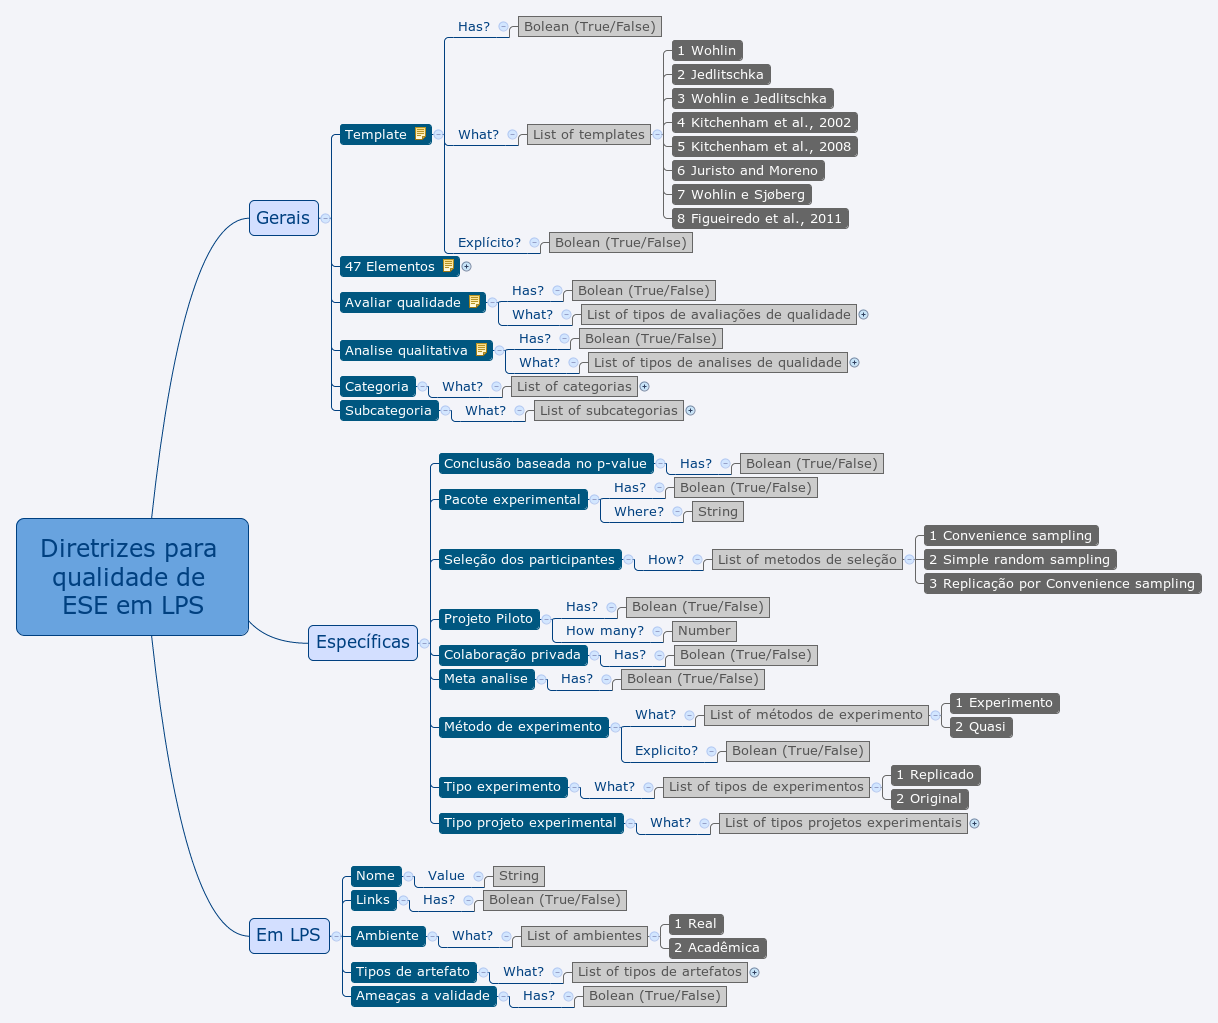 Diretrizes para
qualidade de
ESE em LPS
Gerais
Template
Has?
Bolean (True/False)
What?
List of templates
1 Wohlin
2 Jedlitschka
3 Wohlin e Jedlitschka
4 Kitchenham et al., 2002
5 Kitchenham et al., 2008
6 Juristo and Moreno
7 Wohlin e Sjøberg
8 Figueiredo et al., 2011
Explícito?
Bolean (True/False)
47 Elementos
Avaliar qualidade
Has?
Bolean (True/False)
What?
List of tipos de avaliações de qualidade
Analise qualitativa
Has?
Bolean (True/False)
What?
List of tipos de analises de qualidade
Categoria
What?
List of categorias
Subcategoria
What?
List of subcategorias
Específicas
Conclusão baseada no p-value
Has?
Bolean (True/False)
Pacote experimental
Has?
Bolean (True/False)
Where?
String
Seleção dos participantes
How?
List of metodos de seleção
1 Convenience sampling
2 Simple random sampling
3 Replicação por Convenience sampling
Projeto Piloto
Has?
Bolean (True/False)
How many?
Number
Colaboração privada
Has?
Bolean (True/False)
Meta analise
Has?
Bolean (True/False)
Método de experimento
What?
List of métodos de experimento
1 Experimento
2 Quasi
Explicito?
Bolean (True/False)
Tipo experimento
What?
List of tipos de experimentos
1 Replicado
2 Original
Tipo projeto experimental
What?
List of tipos projetos experimentais
Em LPS
Nome
Value
String
Links
Has?
Bolean (True/False)
Ambiente
What?
List of ambientes
1 Real
2 Acadêmica
Tipos de artefato
What?
List of tipos de artefatos
Ameaças a validade
Has?
Bolean (True/False)